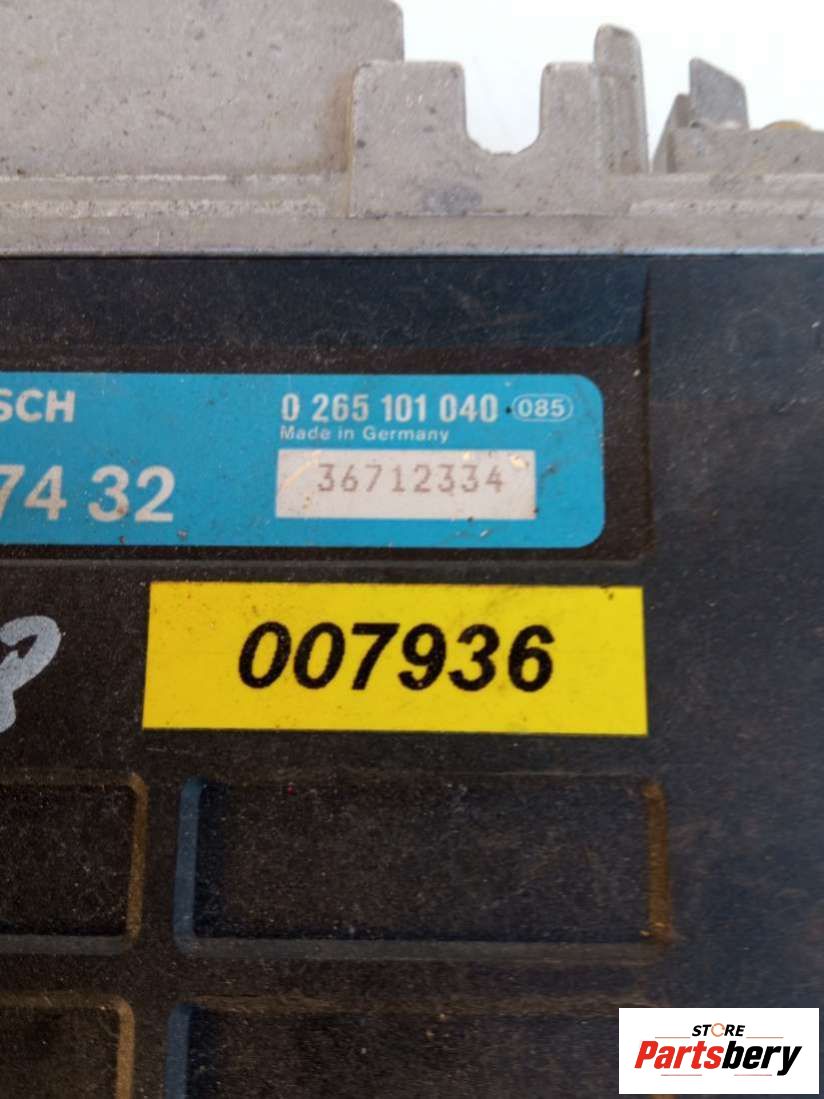 SCH
0 265 101 040 085
Made in Germany
74 32
36712334
007936
STORE
Partsbery